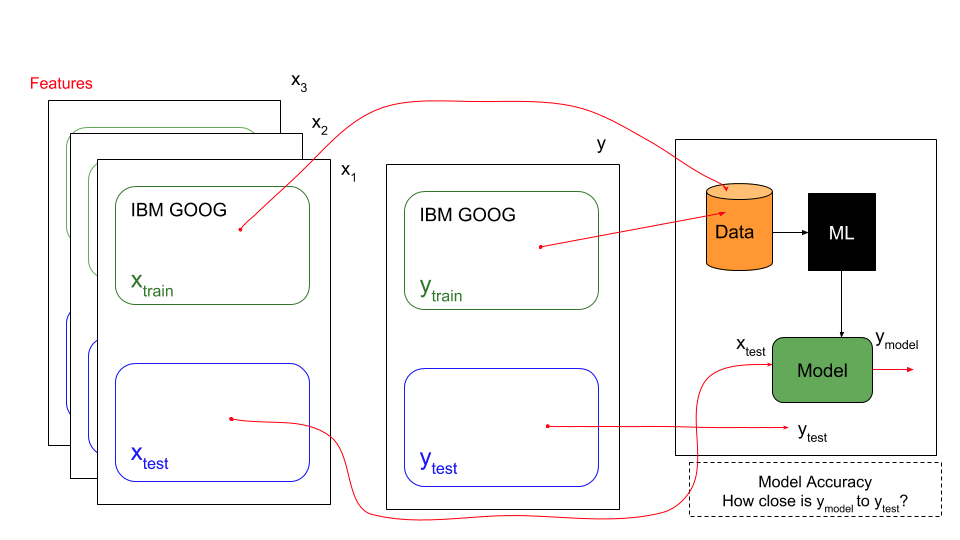 Features
x3
x2
x1
IBM GOOG
xtrain
xtest
y
IBM GOOG
ytrain
ytest
Data
ML
xtest
ymodel
Model
ytest
Model Accuracy
How close is ymodel to ytest?